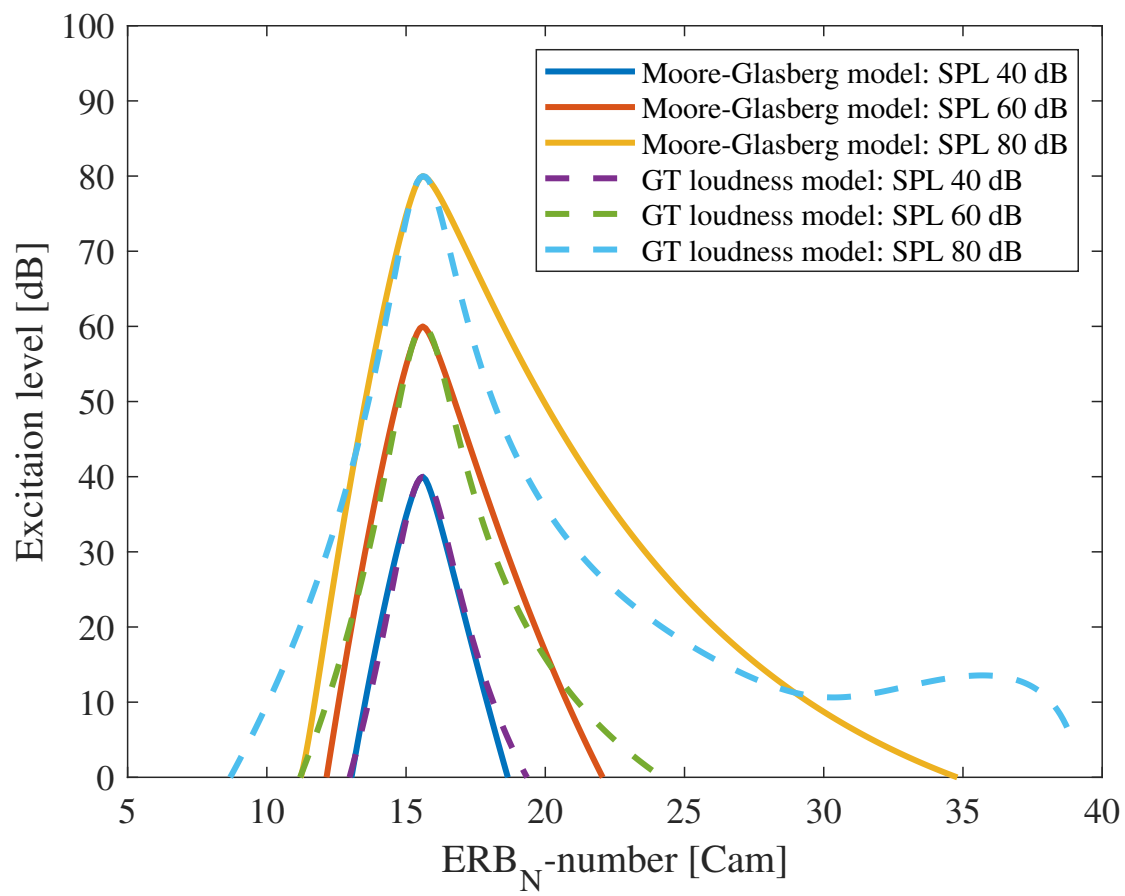 100
90
80
70
60
50
40
30
20
10
0
Excitaion level [dB]
Moore-Glasberg model: SPL 40 dB
Moore-Glasberg model: SPL 60 dB
Moore-Glasberg model: SPL 80 dB
GT loudness model: SPL 40 dB
GT loudness model: SPL 60 dB
GT loudness model: SPL 80 dB
5 10 15 20 25 30 35 40
ERB_N-number [Cam]